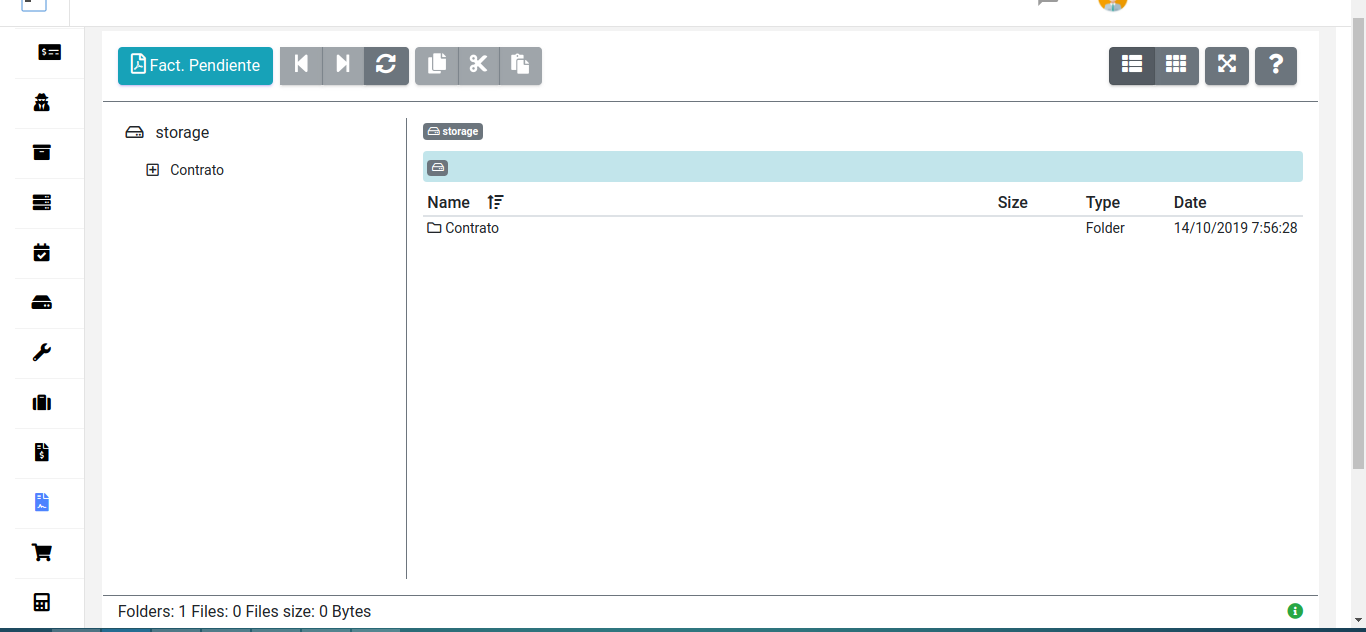 Fact. Pendiente
storage
Contrato
storage
Name Size Type Date
Contrato Folder 14/10/2019 7:56:28
Folders: 1 Files: 0 Files size: 0 Bytes